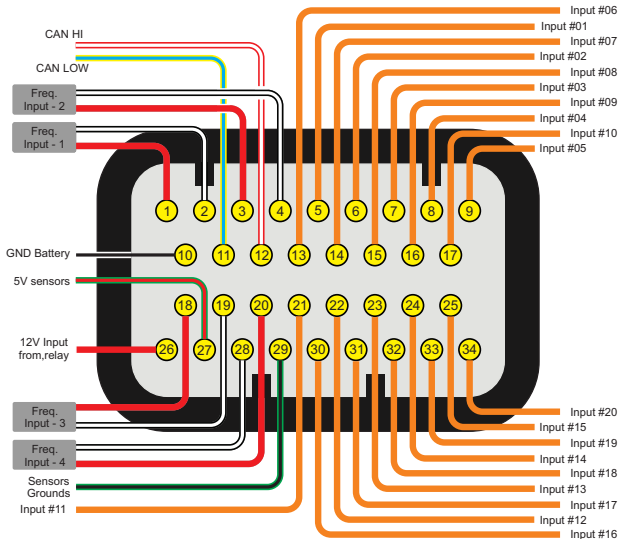 Input #06
Input #01
CAN HI
Input #07
Input #02
CAN LOW
Input #08
Input #03
Freq.
Input - 2
Input #09
Input #04
Freq.
Input - 1
Input #10
Input #05
1 2 3 4 5 6 7 8 9
GND Battery
10 11 12 13 14 15 16 17
5V sensors
18 19 20 21 22 23 24 25
12V Input
from,relay
26 27 28 29 30 31 32 33 34
Freq.
Input - 3
Input #20
Input #15
Input #19
Freq.
Input - 4
Input #14
Input #18
Sensors
Grounds
Input #13
Input #17
Input #11
Input #12
Input #16